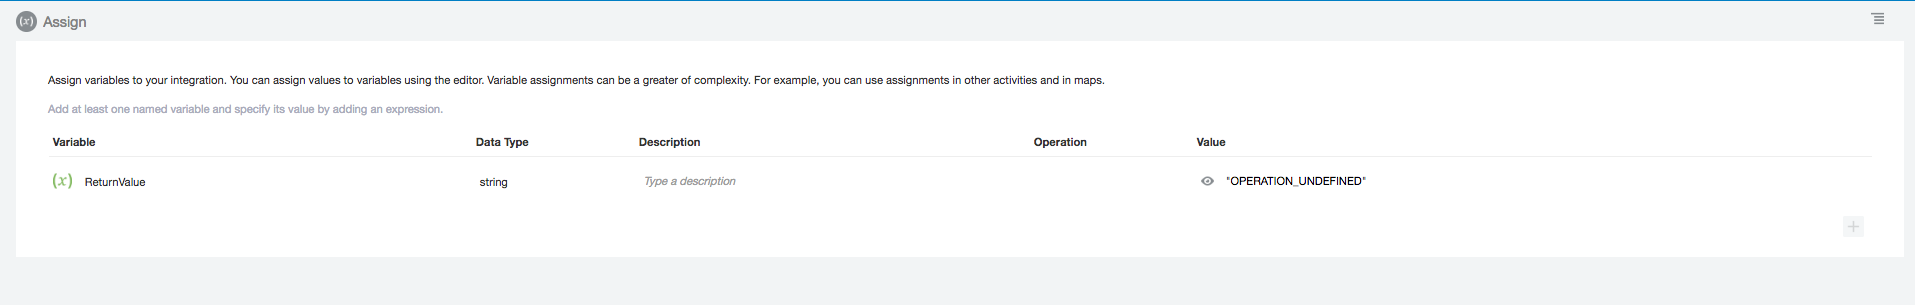 (x) Assign
Assign variables to your integration. You can assign values to variables using the editor. Variable assignments can be a greater of complexity. For example, you can use assignments in other activities and in maps.
Add at least one named variable and specify its value by adding an expression.
Variable Data Type Description Operation Value
(x) ReturnValue string Type a description "OPERATION_UNDEFINED"